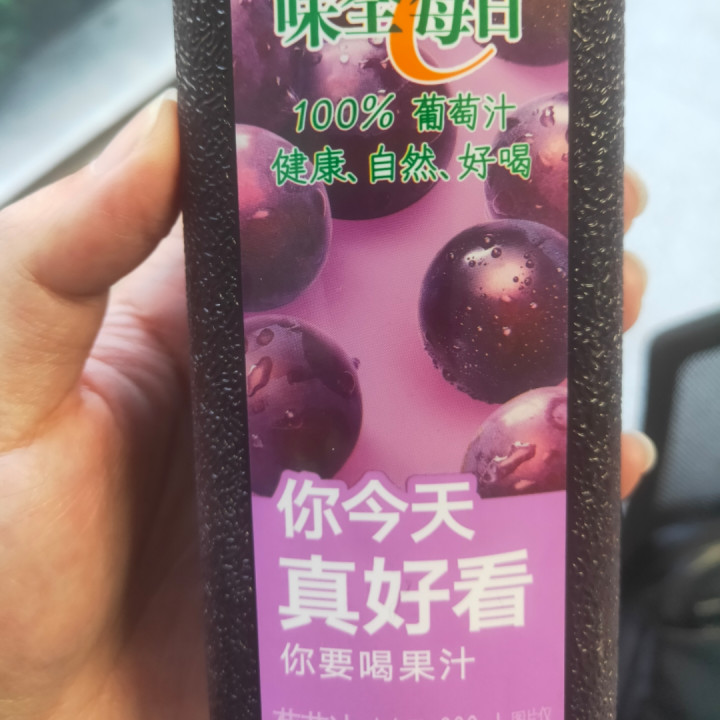 味全每日C
100% 葡萄汁
健康、自然、好喝
你今天
真好看
你要喝果汁